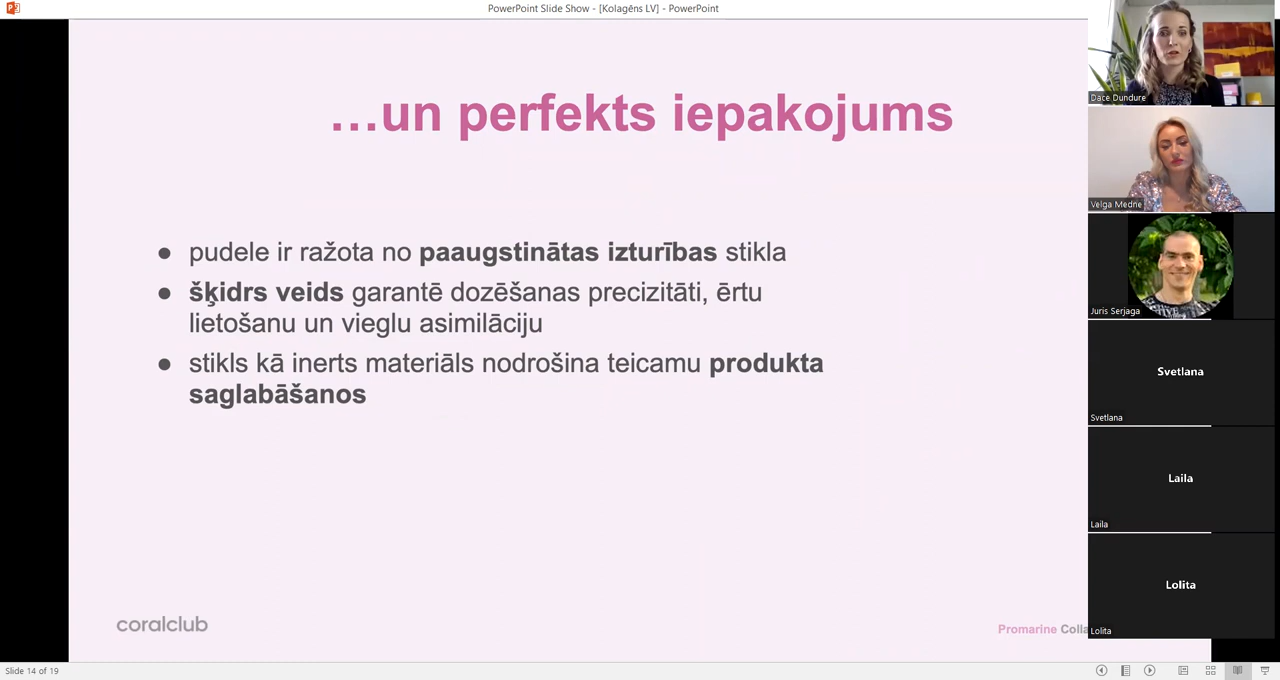 PowerPoint Slide Show - [Kolagēns LV] - PowerPoint
…un perfekts iepakojums
● pudele ir ražota no paaugstinātas izturības stikla
● šķidrs veids garantē dozēšanas precizitāti, ērtu
lietošanu un vieglu asimilāciju
● stikls kā inerts materiāls nodrošina teicamu produkta
saglabāšanos
coralclub
Promarine Colla
Dace Dundure
Velga Medne
Juris Serjaga
Svetlana
Svetlana
Laila
Laila
Lolita
Lolita
Slide 14 of 19